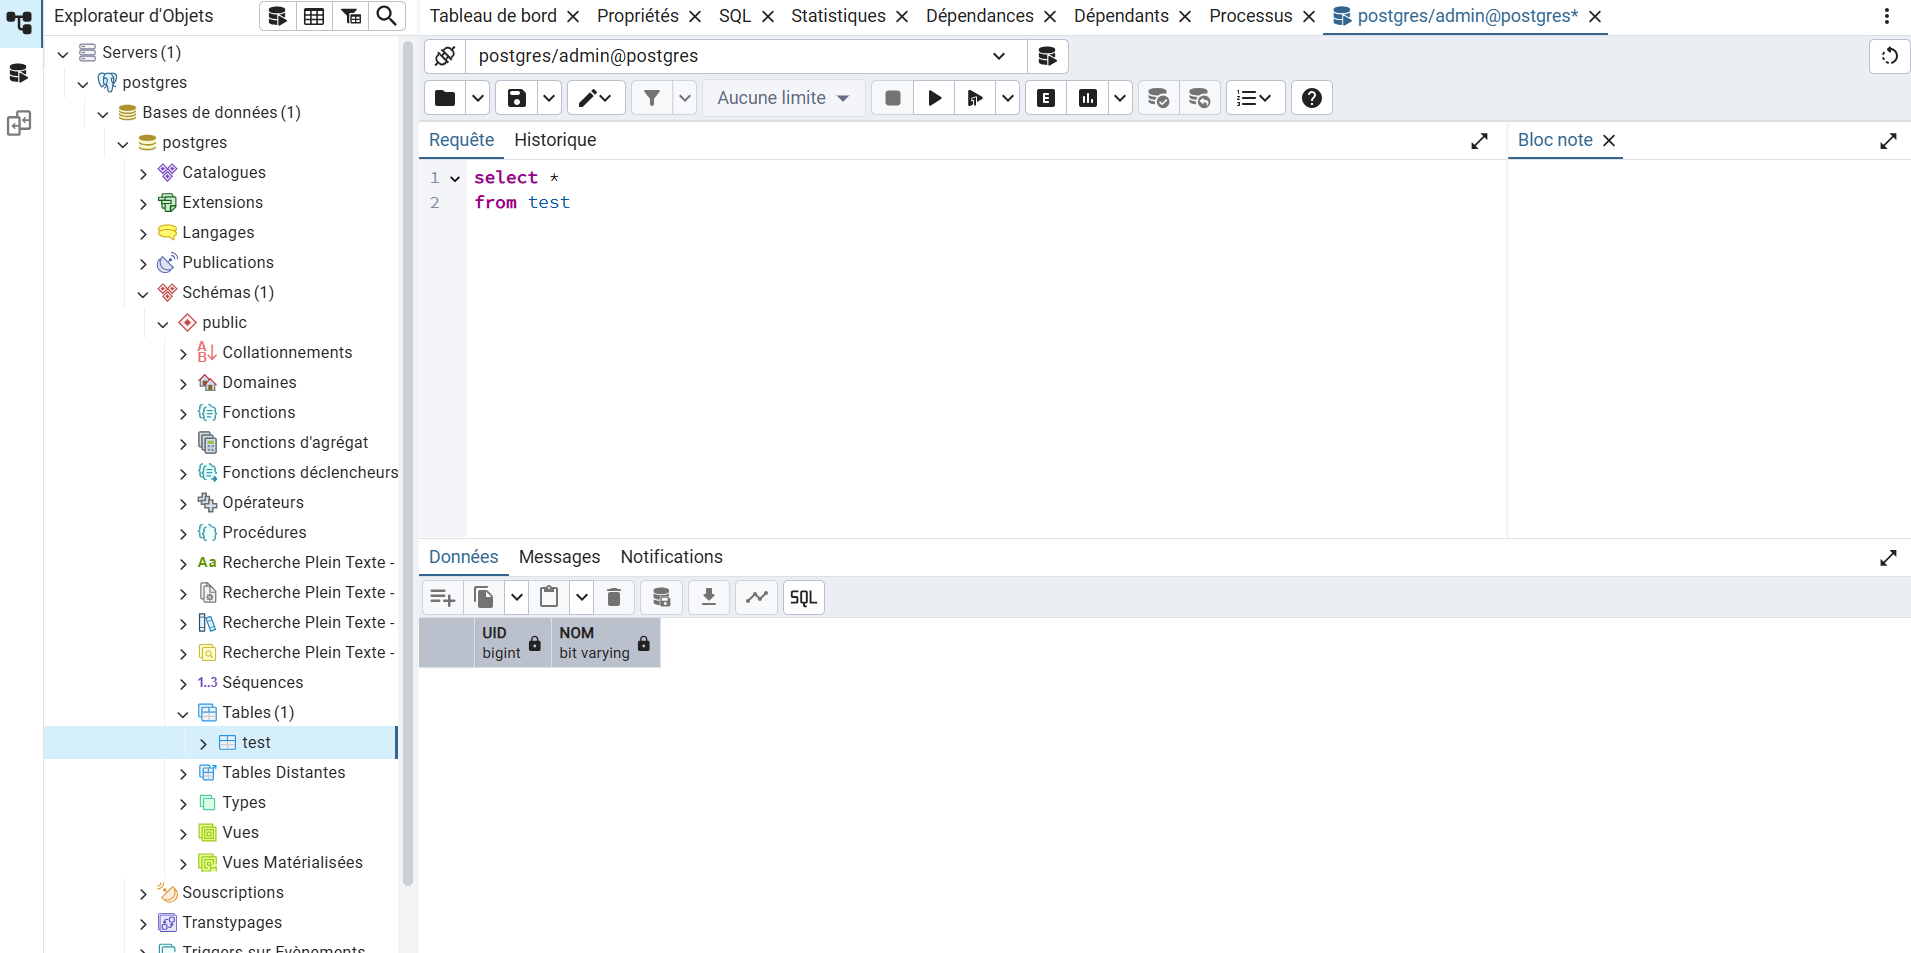 Explorateur d'Objets
Servers (1)
postgres
Bases de données (1)
postgres
Catalogues
Extensions
Langages
Publications
Schémas (1)
public
Collationnements
Domaines
Fonctions
Fonctions d'agrégat
Fonctions déclencheurs
Opérateurs
Procédures
Recherche Plein Texte -
Recherche Plein Texte -
Recherche Plein Texte -
Recherche Plein Texte -
1..3 Séquences
Tables (1)
test
Tables Distantes
Types
Vues
Vues Matérialisées
Souscriptions
Transtypages
Triggers sur Evènements
Tableau de bord Propriétés SQL Statistiques Dépendances Dépendants Processus postgres/admin@postgres*
postgres/admin@postgres
Aucune limite
E
Requête Historique
1 select *
2 from test
Bloc note
Données Messages Notifications
SQL
UID NOM
bigint bit varying